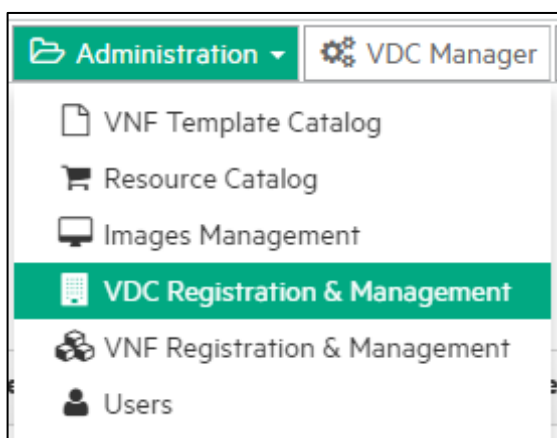 Administration VDC Manager
VNF Template Catalog
Resource Catalog
Images Management
VDC Registration & Management
VNF Registration & Management
Users